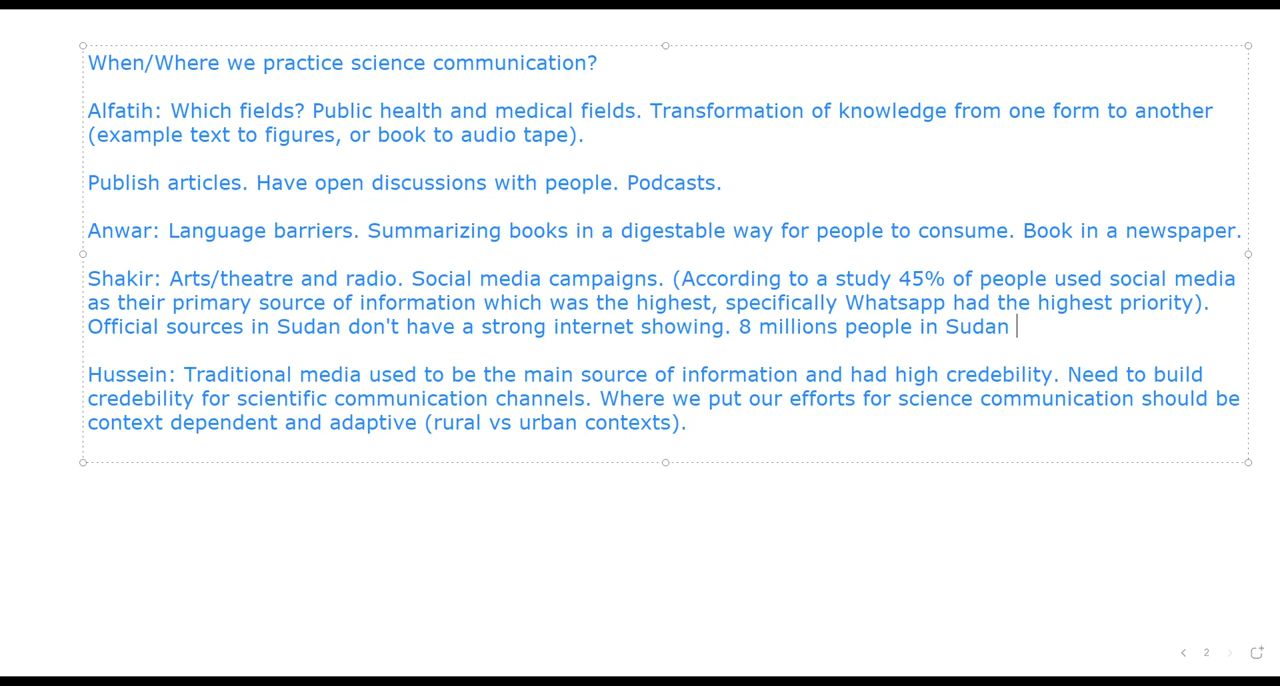 When/Where we practice science communication?
Alfatih: Which fields? Public health and medical fields. Transformation of knowledge from one form to another
(example text to figures, or book to audio tape).
Publish articles. Have open discussions with people. Podcasts.
Anwar: Language barriers. Summarizing books in a digestable way for people to consume. Book in a newspaper.
Shakir: Arts/theatre and radio. Social media campaigns. (According to a study 45% of people used social media
as their primary source of information which was the highest, specifically Whatsapp had the highest priority).
Official sources in Sudan don't have a strong internet showing. 8 millions people in Sudan
Hussein: Traditional media used to be the main source of information and had high credebility. Need to build
credebility for scientific communication channels. Where we put our efforts for science communication should be
context dependent and adaptive (rural vs urban contexts).
2